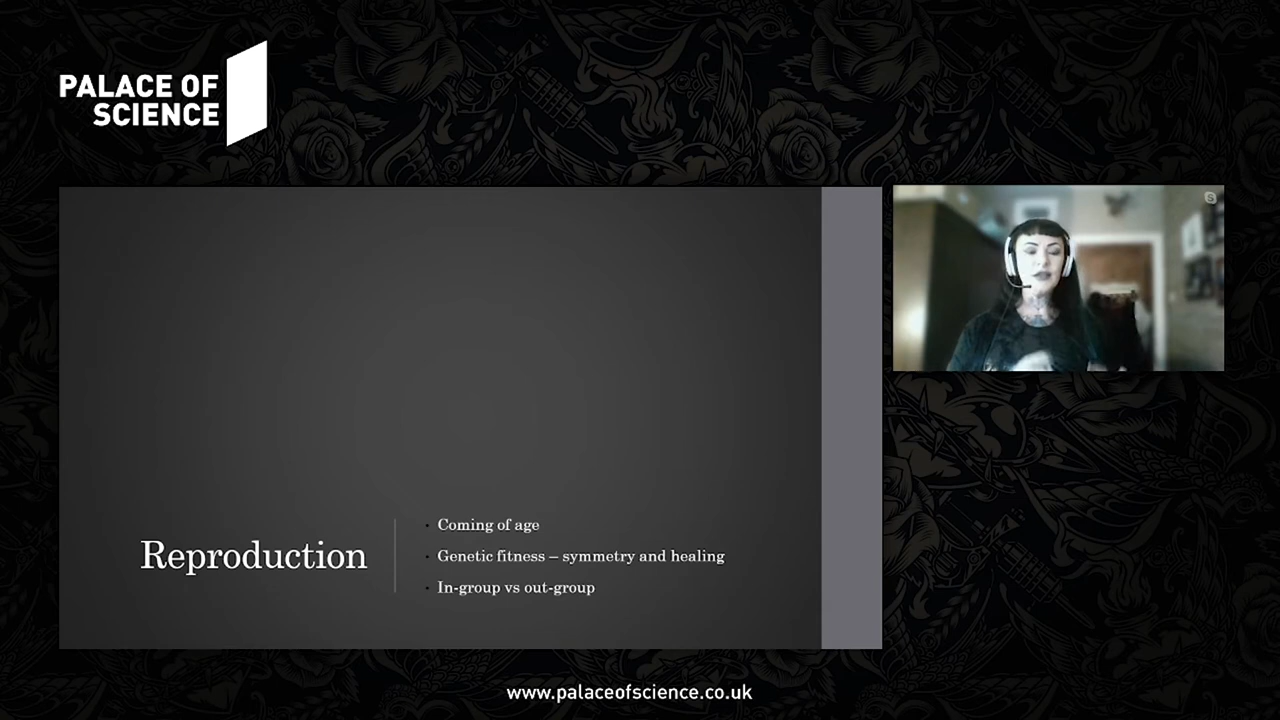 PALACE OF
SCIENCE
Reproduction
Coming of age
Genetic fitness – symmetry and healing
In-group vs out-group
www.palaceofscience.co.uk